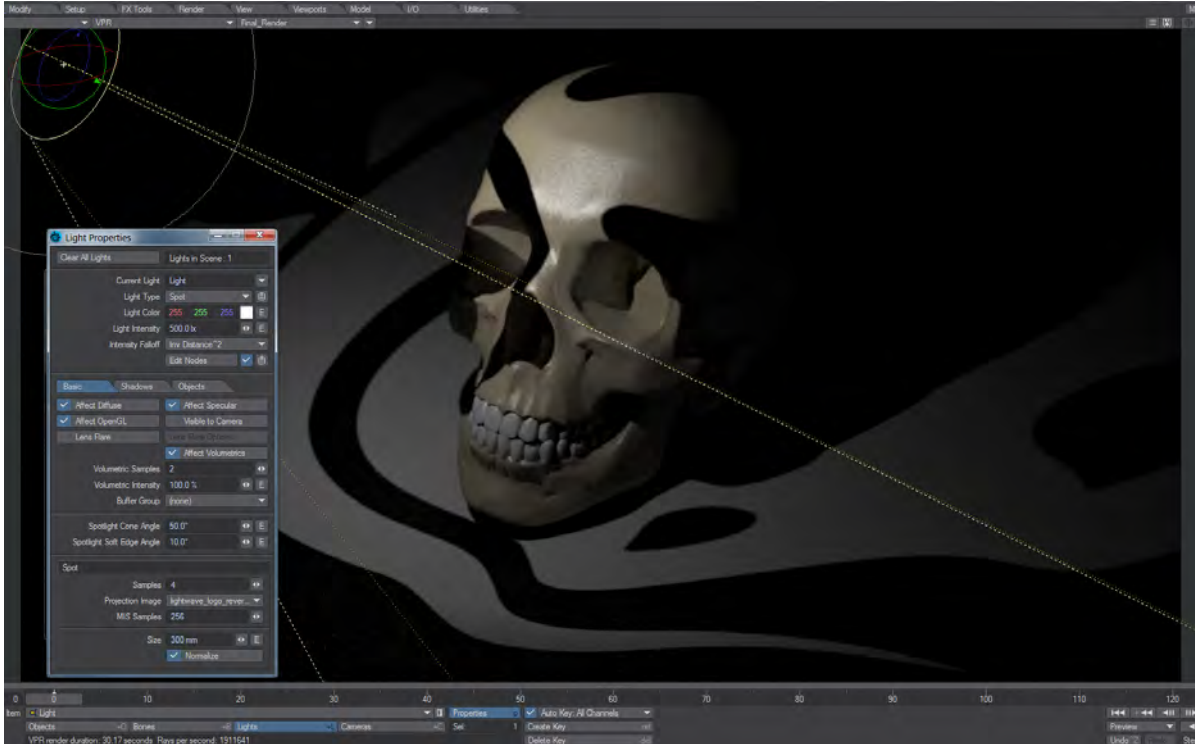 Modify Setup FX Tools Render View Viewports Model I/O Utilities
VPR Final_Render
Light Properties
Clear All Lights Lights in Scene : 1
Current Light Light
Light Type Spot
Light Color 255 255 255 E
Light Intensity 500.0 lx E
Intensity Falloff Inv Distance^2
Edit Nodes
Basic Shadows Objects
Affect Diffuse Affect Specular
Affect OpenGL Visible to Camera
Lens Flare
Affect Volumetrics
Volumetric Samples 2
Volumetric Intensity 100.0 % E
Buffer Group (none)
Spotlight Cone Angle 50.0° E
Spotlight Soft Edge Angle 10.0° E
Spot
Samples 4
Projection Image lightwave_logo_rever...
MIS Samples 256
Size 300 mm E
Normalize
0 0 10 20 30 40 50 60 70 80 90 100 110 120
Item Light Properties Auto Key: All Channels
Objects Bones Lights Cameras Sel: 1 Create Key Preview
VPR render duration: 30.17 seconds Rays per second: 1911641 Delete Key Undo